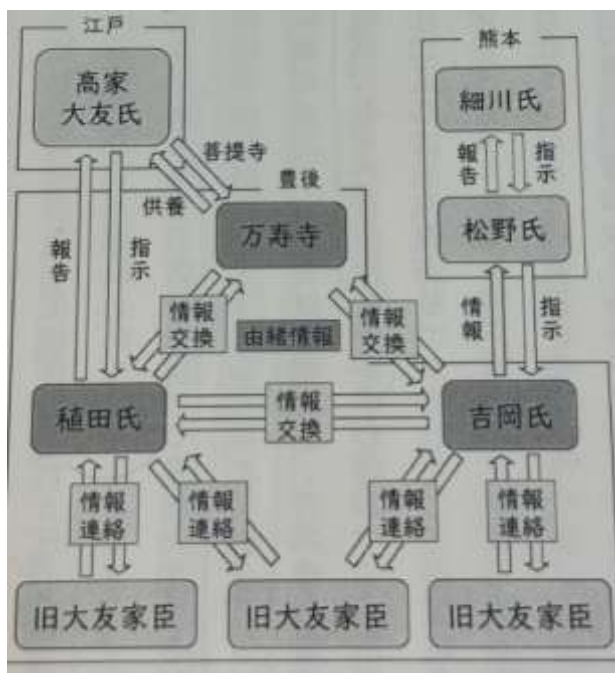 江戸
高家
大友氏
熊本
細川氏
報告
指示
松野氏
菩提寺
供養
豊後
万寿寺
報告
指示
情報
交換
由緒情報
情報
交換
情報
指示
稙田氏
情報
交換
吉岡氏
情報
連絡
情報
連絡
情報
連絡
情報
連絡
旧大友家臣
旧大友家臣
旧大友家臣